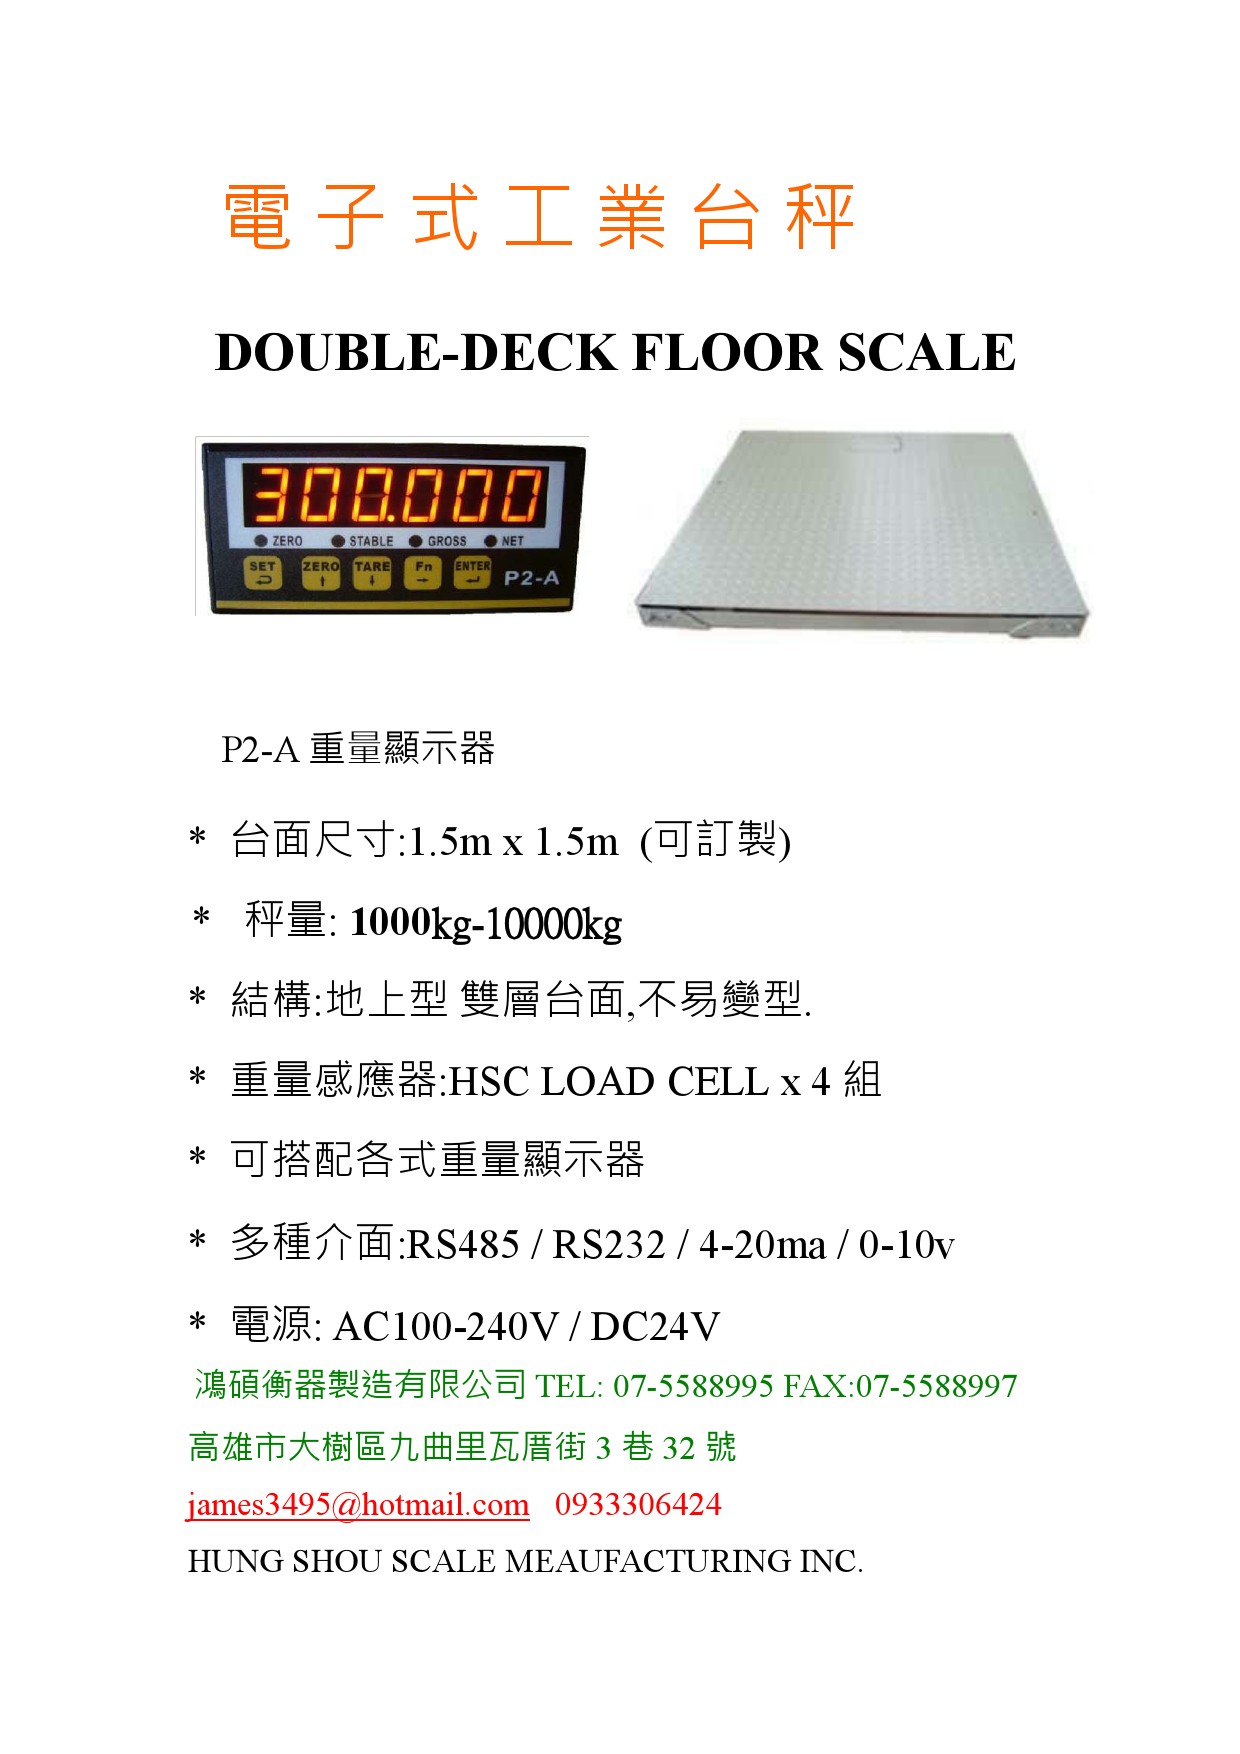 電子式工業台秤
DOUBLE-DECK FLOOR SCALE
300.000
ZERO STABLE GROSS NET
SET ZERO TARE Fn ENTER
P2-A
P2-A 重量顯示器
* 台面尺寸:1.5m x 1.5m (可訂製)
* 秤量: 1000kg-10000kg
* 結構:地上型 雙層台面,不易變型.
* 重量感應器:HSC LOAD CELL x 4 組
* 可搭配各式重量顯示器
* 多種介面:RS485 / RS232 / 4-20ma / 0-10v
* 電源: AC100-240V / DC24V
鴻碩衡器製造有限公司 TEL: 07-5588995 FAX:07-5588997
高雄市大樹區九曲里瓦厝街 3 巷 32 號
james3495@hotmail.com 0933306424
HUNG SHOU SCALE MEAUFACTURING INC.